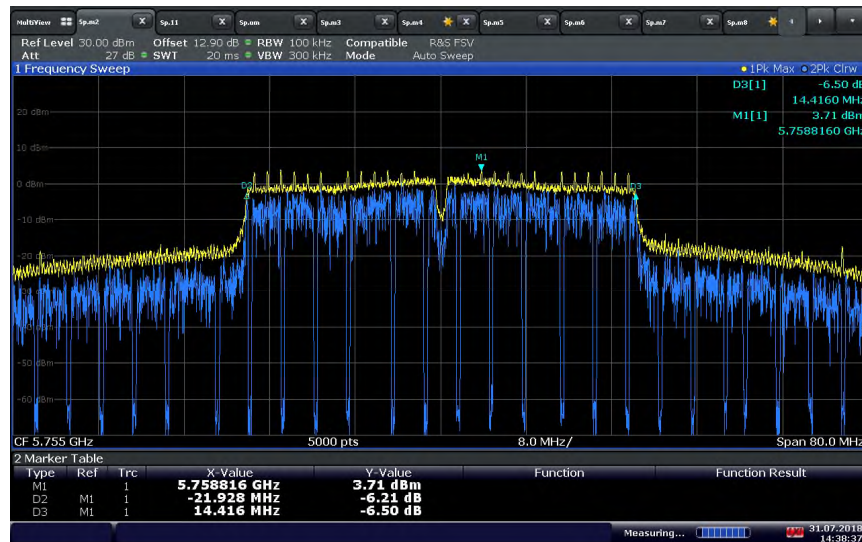 MultiView Sp.m2 X Sp.11 X Sp.um X Sp.m3 X Sp.m4 X Sp.m5 X Sp.m6 X Sp.m7 X Sp.m8
Ref Level 30.00 dBm Offset 12.90 dB RBW 100 kHz Compatible R&S FSV
Att 27 dB SWT 20 ms VBW 300 kHz Mode Auto Sweep
1 Frequency Sweep 1Pk Max 2Pk Clrw
D3[1] -6.50 dB
14.4160 MHz
20 dBm
M1[1] 3.71 dBm
5.7588160 GHz
10 dBm
M1
0 dBm
D2 D3
-10 dBm
-20 dBm
-50 dBm
-60 dBm
CF 5.755 GHz 5000 pts 8.0 MHz/ Span 80.0 MHz
2 Marker Table
Type Ref Trc X-Value Y-Value Function Function Result
M1 1 5.758816 GHz 3.71 dBm
D2 M1 1 -21.928 MHz -6.21 dB
D3 M1 1 14.416 MHz -6.50 dB
Measuring... 31.07.2018
14:38:37